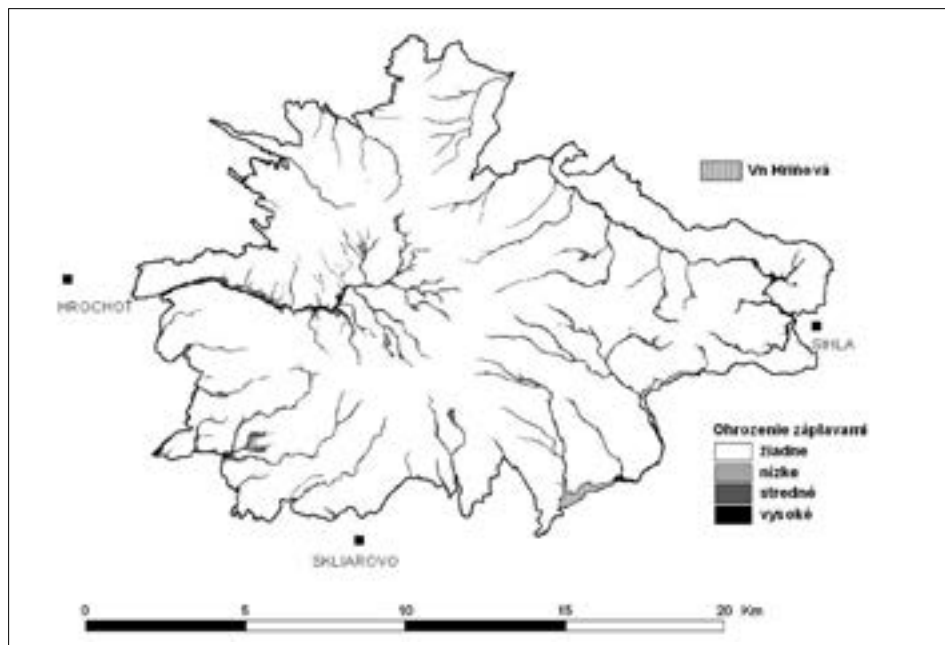 Vn Hriňová
HROCHOŤ
SIHLA
Ohrozenie záplavami
žiadne
nízke
stredné
vysoké
SKLIAROVO
0 5 10 15 20 Km